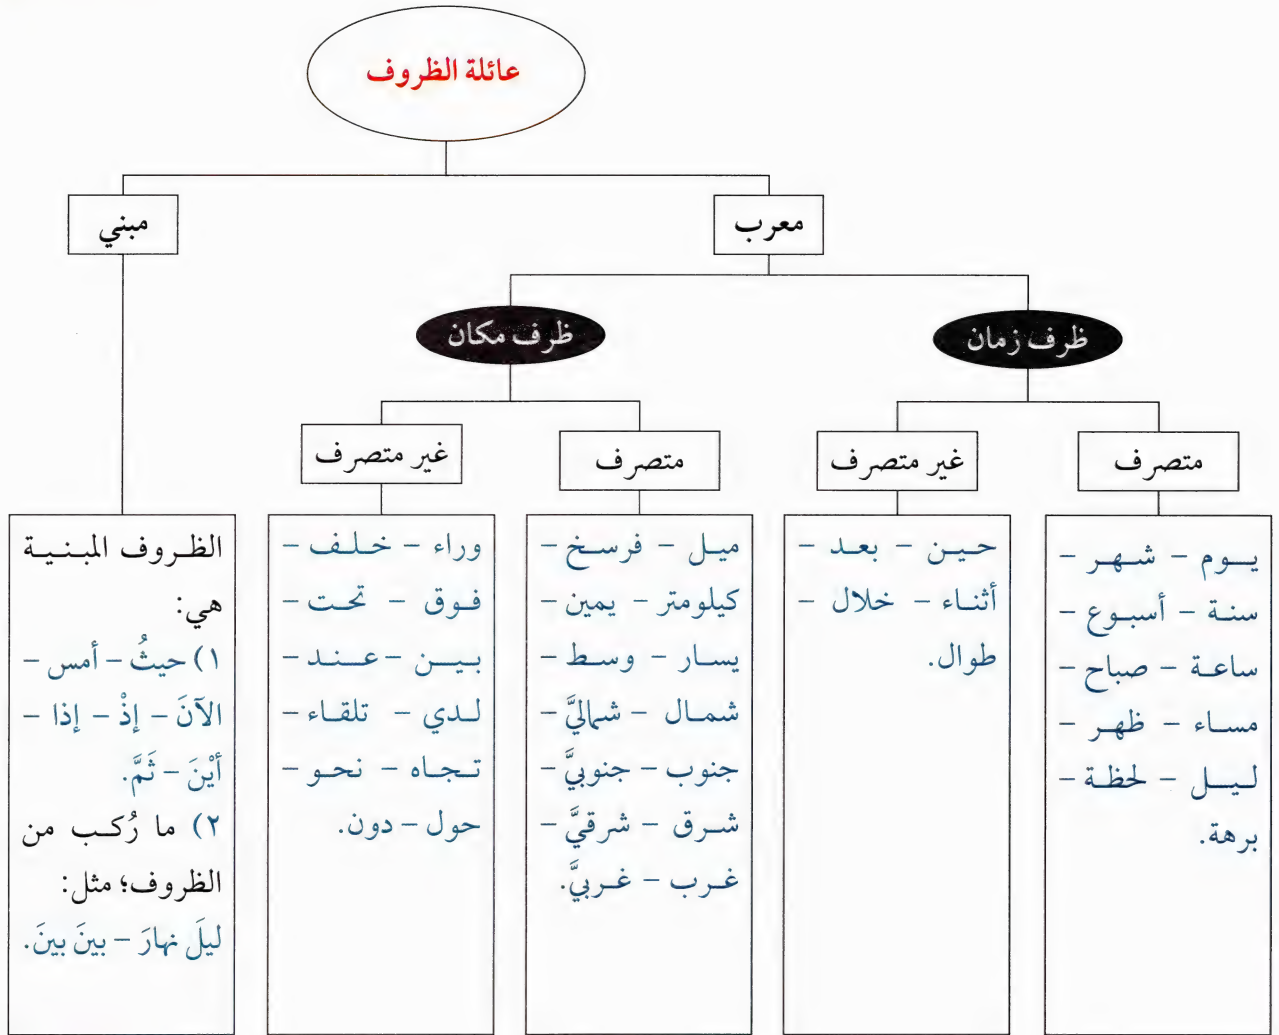 عائلة الظروف
معرب
مبني
ظرف زمان
ظرف مكان
متصرف
غير متصرف
متصرف
غير متصرف
يوم – شهر –
سنة – أسبوع –
ساعة – صباح –
مساء – ظهر –
ليل – لحظة –
برهة.
حين – بعد –
أثناء – خلال –
طوال.
ميل – فرسخ –
كيلومتر – يمين –
يسار – وسط –
شمال – شماليَّ –
جنوب – جنوبيَّ –
شرق – شرقيَّ –
غرب – غربيَّ.
وراء – خلف –
فوق – تحت –
بين – عند –
لدي – تلقاء –
تجاه – نحو –
حول – دون.
الظروف المبنية
هي:
١) حيثُ – أمس –
الآنَ – إذْ – إذا –
أيْنَ – ثَمَّ.
٢) ما رُكب من
الظروف؛ مثل:
ليلَ نهارَ – بينَ بينَ.